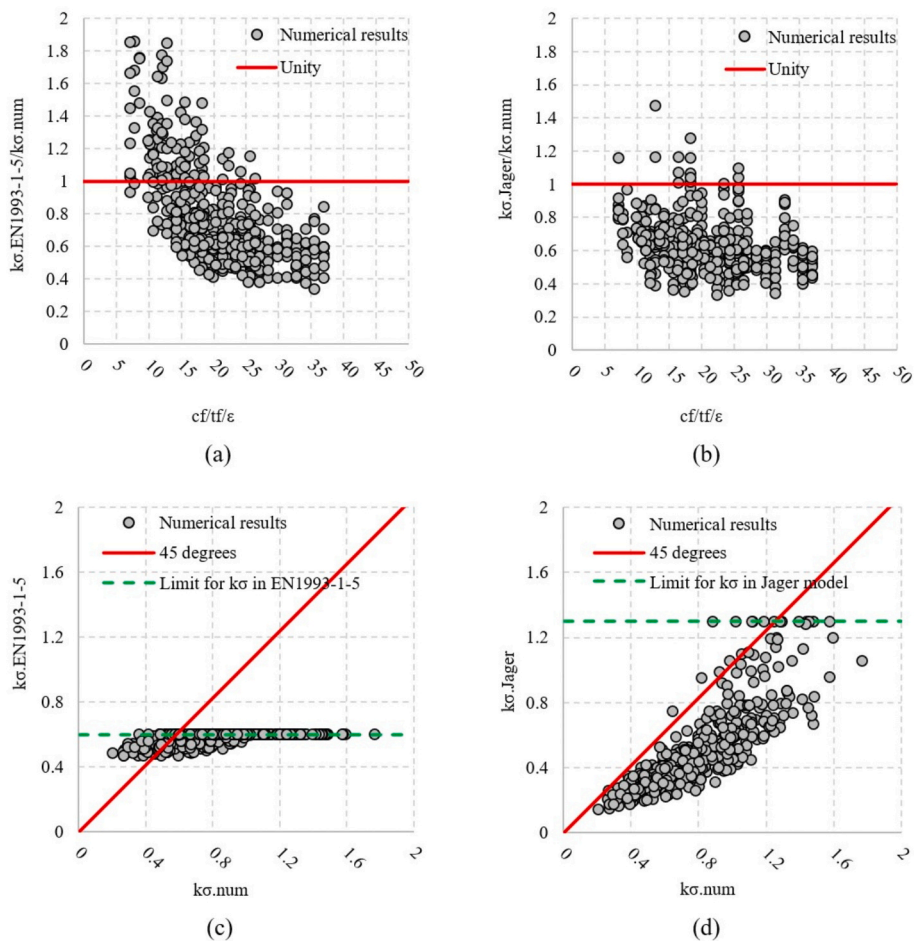 2
1.8
1.6
1.4
1.2
1
0.8
0.6
0.4
0.2
0
kσ.EN1993-1-5/kσ.num
Numerical results
Unity
0 5 10 15 20 25 30 35 40 45 50
cf/tf/ε
(a)
2
1.8
1.6
1.4
1.2
1
0.8
0.6
0.4
0.2
0
kσ.Jager/kσ.num
Numerical results
Unity
0 5 10 15 20 25 30 35 40 45 50
cf/tf/ε
(b)
2
1.6
1.2
0.8
0.4
0
kσ.EN1993-1-5
Numerical results
45 degrees
Limit for kσ in EN1993-1-5
0 0.4 0.8 1.2 1.6 2
kσ.num
(c)
2
1.6
1.2
0.8
0.4
0
kσ.Jager
Numerical results
45 degrees
Limit for kσ in Jager model
0 0.4 0.8 1.2 1.6 2
kσ.num
(d)